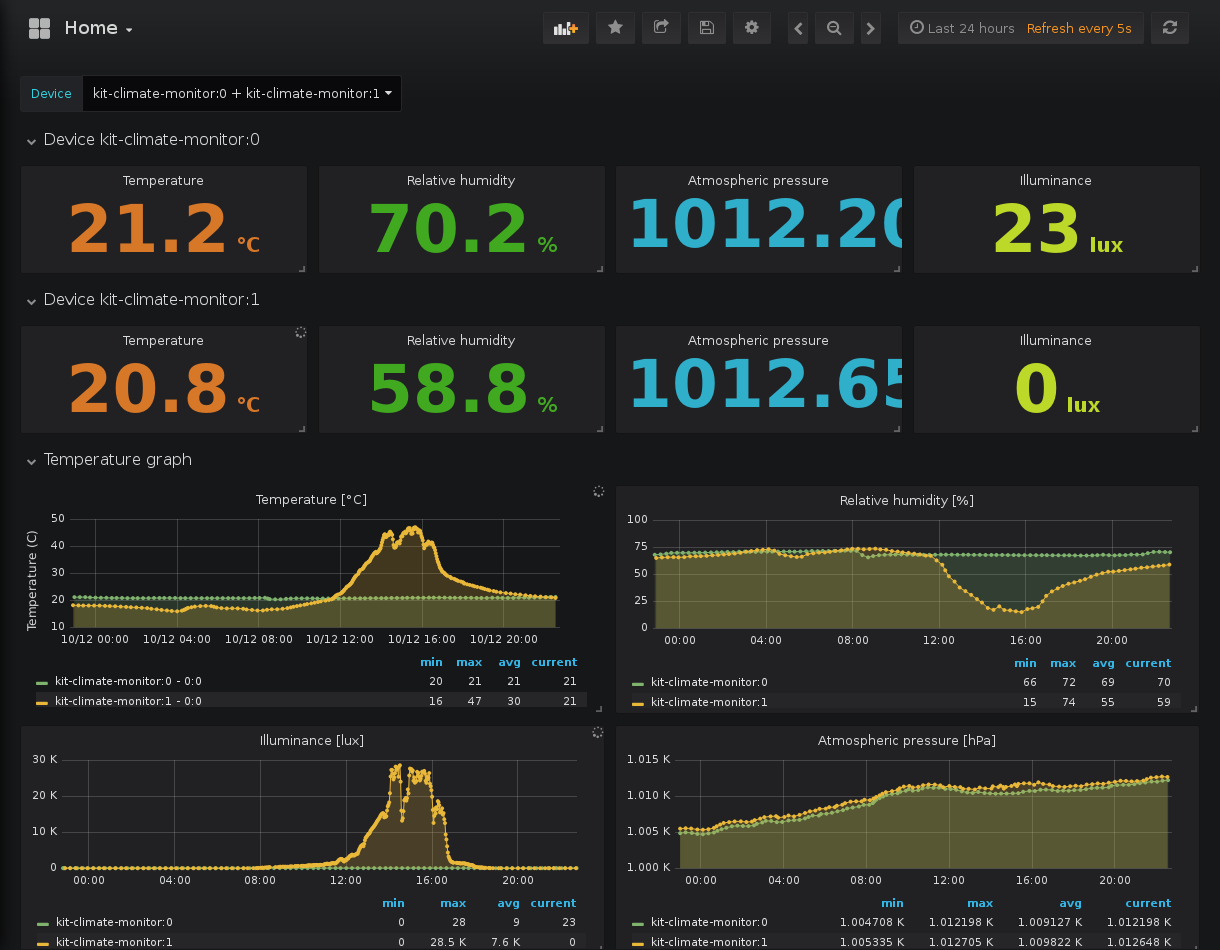 Home
Last 24 hours Refresh every 5s
Device kit-climate-monitor:0 + kit-climate-monitor:1
Device kit-climate-monitor:0
Temperature Relative humidity Atmospheric pressure Illuminance
21.2 °C 70.2 % 1012.20 23 lux
Device kit-climate-monitor:1
Temperature Relative humidity Atmospheric pressure Illuminance
20.8 °C 58.8 % 1012.65 0 lux
Temperature graph
Temperature [°C]
Temperature (C)
50
40
30
20
10
10/12 00:00 10/12 04:00 10/12 08:00 10/12 12:00 10/12 16:00 10/12 20:00
min max avg current
kit-climate-monitor:0 - 0:0 20 21 21 21
kit-climate-monitor:1 - 0:0 16 47 30 21
Relative humidity [%]
100
75
50
25
0
00:00 04:00 08:00 12:00 16:00 20:00
min max avg current
kit-climate-monitor:0 66 72 69 70
kit-climate-monitor:1 15 74 55 59
Illuminance [lux]
30 K
20 K
10 K
0
00:00 04:00 08:00 12:00 16:00 20:00
min max avg current
kit-climate-monitor:0 0 28 9 23
kit-climate-monitor:1 0 28.5 K 7.6 K 0
Atmospheric pressure [hPa]
1.015 K
1.010 K
1.005 K
1.000 K
00:00 04:00 08:00 12:00 16:00 20:00
min max avg current
kit-climate-monitor:0 1.004708 K 1.012198 K 1.009127 K 1.012198 K
kit-climate-monitor:1 1.005335 K 1.012705 K 1.009822 K 1.012648 K